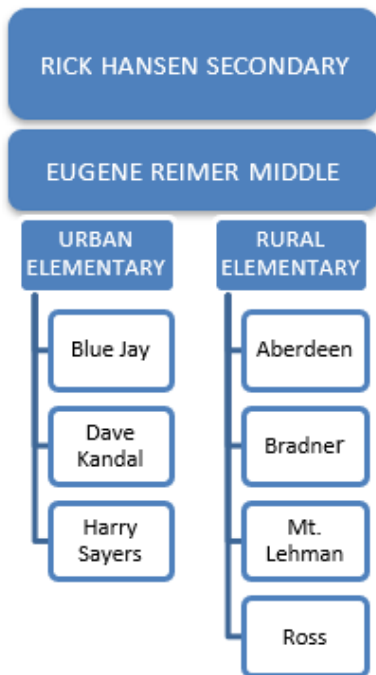 RICK HANSEN SECONDARY
EUGENE REIMER MIDDLE
URBAN
ELEMENTARY
Blue Jay
Dave
Kandal
Harry
Sayers
RURAL
ELEMENTARY
Aberdeen
Bradner
Mt.
Lehman
Ross